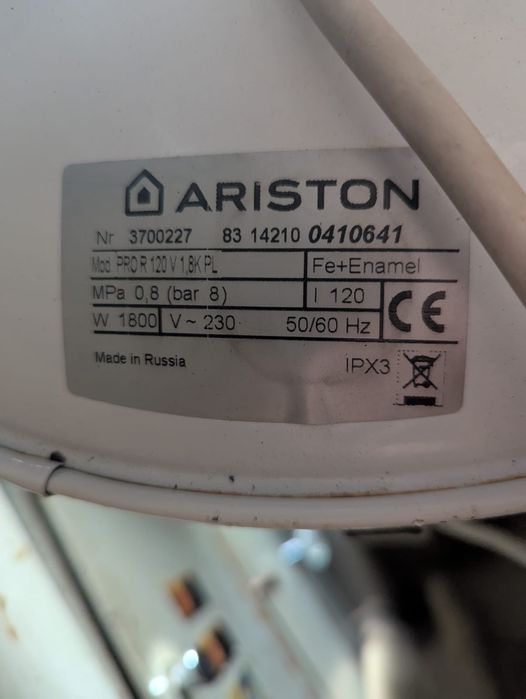 ARISTON
Nr 3700227 83 14210 0410641
Mod. PRO R 120 V 1,8K PL Fe+Enamel
MPa 0,8 (bar 8) l 120
W 1800 V ~ 230 50/60 Hz
CE
Made in Russia IPX3